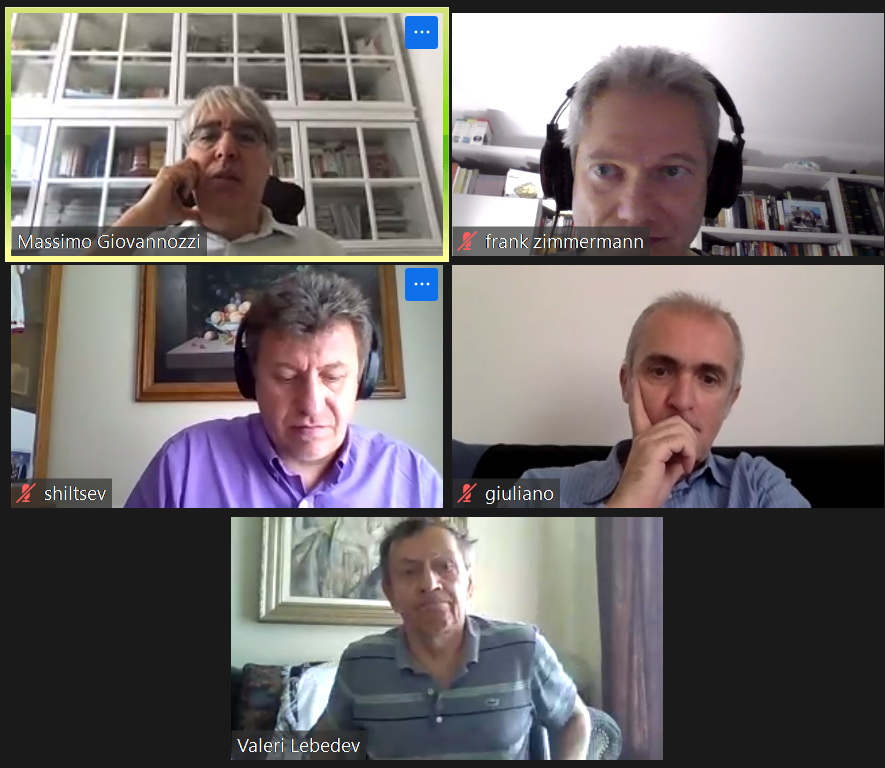 Massimo Giovannozzi
frank zimmermann
shiltsev
giuliano
Valeri Lebedev